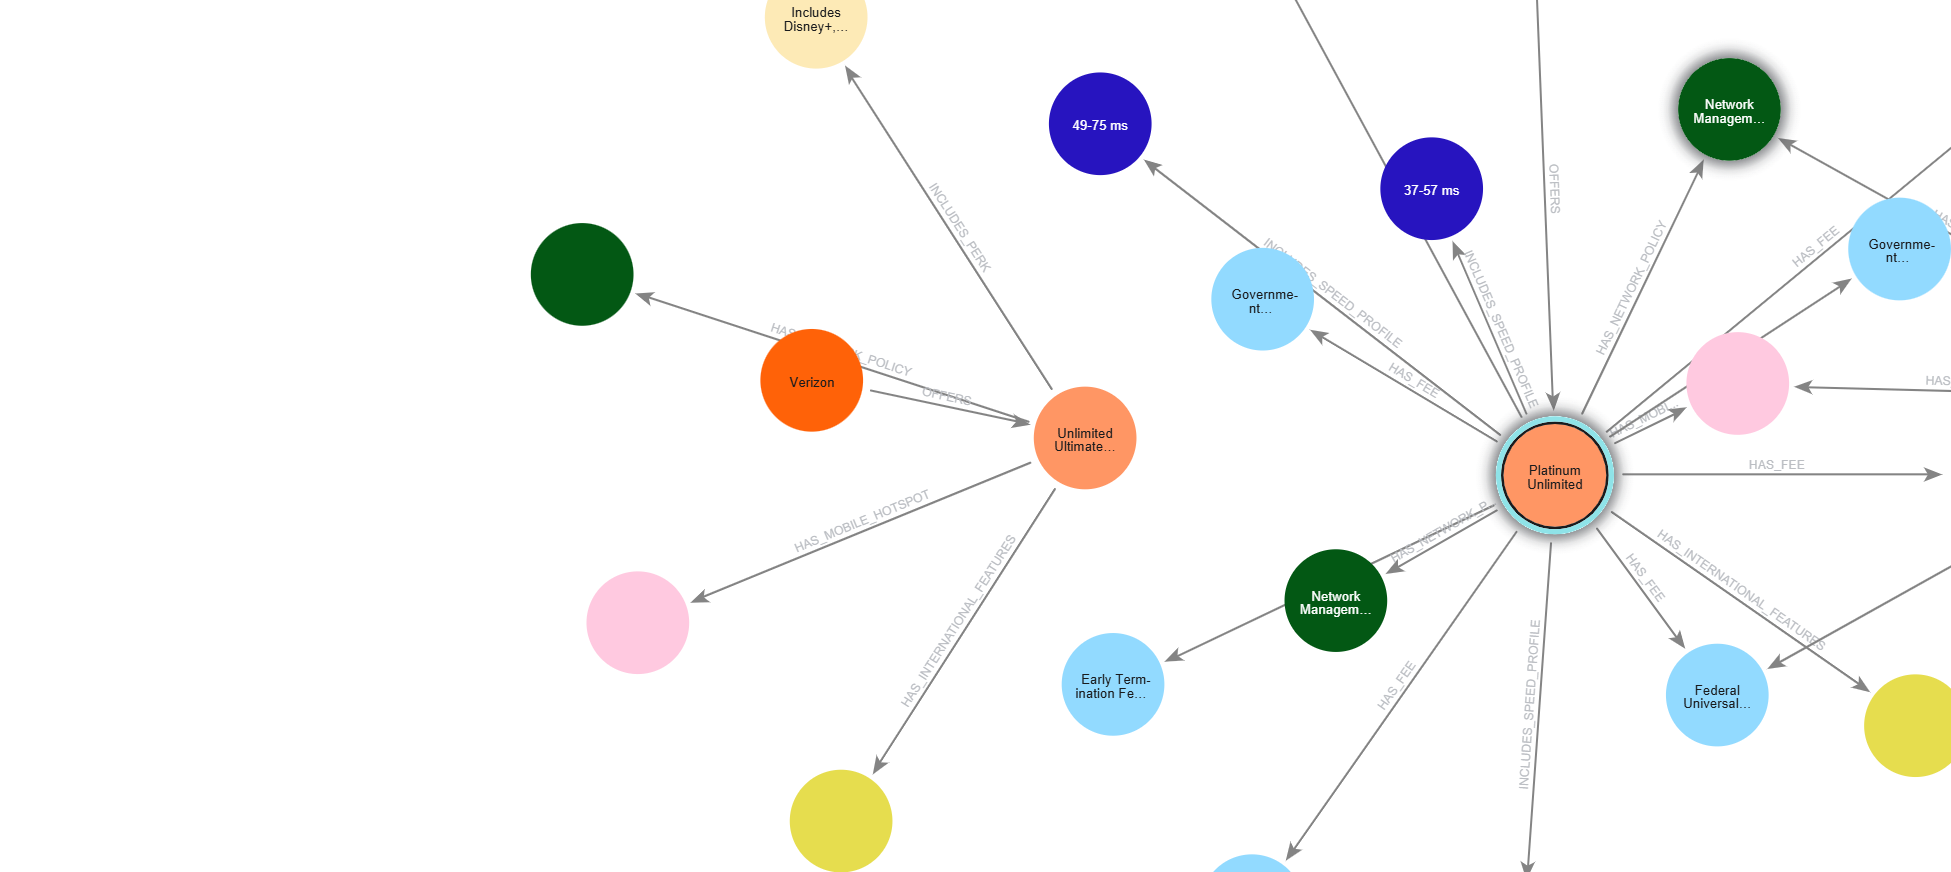 Includes
Disney+,...
49-75 ms
37-57 ms
Network
Managem...
OFFERS
INCLUDES_PERK
HAS_NETWORK_POLICY
HAS_FEE
Governme-
nt...
INCLUDES_SPEED_PROFILE
Governme-
nt...
HAS_FEE
Verizon
OFFERS
K_POLICY
HAS
HAS_MOBI...
Unlimited
Ultimate...
Platinum
Unlimited
HAS_FEE
HAS_MOBILE_HOTSPOT
HAS_NETWORK_P...
HAS_FEE
HAS_INTERNATIONAL_FEATURES
HAS_INTERNATIONAL_FEATURES
Network
Managem...
Early Term-
ination Fe...
HAS_FEE
INCLUDES_SPEED_PROFILE
Federal
Universal...